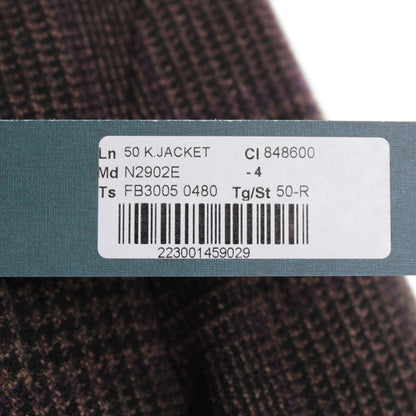 Ln 50 K.JACKET Cl 848600
Md N2902E - 4
Ts FB3005 0480 Tg/St 50-R
223001459029